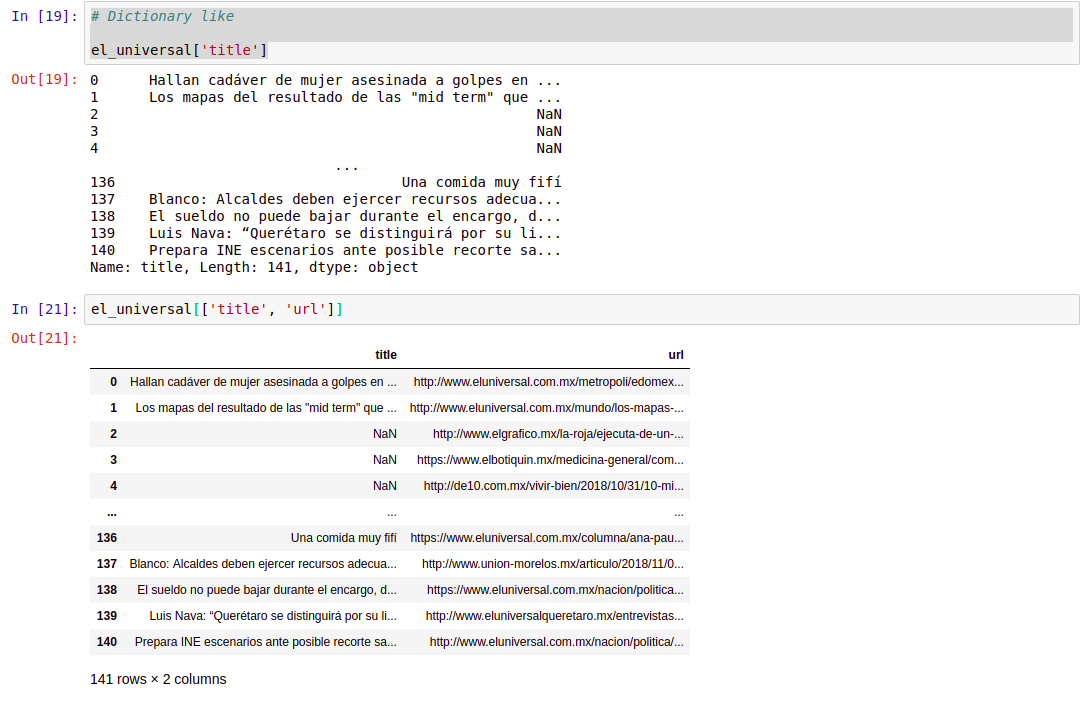 In [19]: # Dictionary like
el_universal['title']
Out[19]: 0 Hallan cadáver de mujer asesinada a golpes en ...
1 Los mapas del resultado de las "mid term" que ...
2 NaN
3 NaN
4 NaN
...
136 Una comida muy fifí
137 Blanco: Alcaldes deben ejercer recursos adecua...
138 El sueldo no puede bajar durante el encargo, d...
139 Luis Nava: “Querétaro se distinguirá por su li...
140 Prepara INE escenarios ante posible recorte sa...
Name: title, Length: 141, dtype: object
In [21]: el_universal[['title', 'url']]
Out[21]:
title url
0 Hallan cadáver de mujer asesinada a golpes en ... http://www.eluniversal.com.mx/metropoli/edomex...
1 Los mapas del resultado de las "mid term" que ... http://www.eluniversal.com.mx/mundo/los-mapas-...
2 NaN http://www.elgrafico.mx/la-roja/ejecuta-de-un-...
3 NaN https://www.elbotiquin.mx/medicina-general/com...
4 NaN http://de10.com.mx/vivir-bien/2018/10/31/10-mi...
... ... ...
136 Una comida muy fifí https://www.eluniversal.com.mx/columna/ana-pau...
137 Blanco: Alcaldes deben ejercer recursos adecua... http://www.union-morelos.mx/articulo/2018/11/0...
138 El sueldo no puede bajar durante el encargo, d... https://www.eluniversal.com.mx/nacion/politica...
139 Luis Nava: “Querétaro se distinguirá por su li... http://www.eluniversalqueretaro.mx/entrevistas...
140 Prepara INE escenarios ante posible recorte sa... http://www.eluniversal.com.mx/nacion/politica/...
141 rows × 2 columns